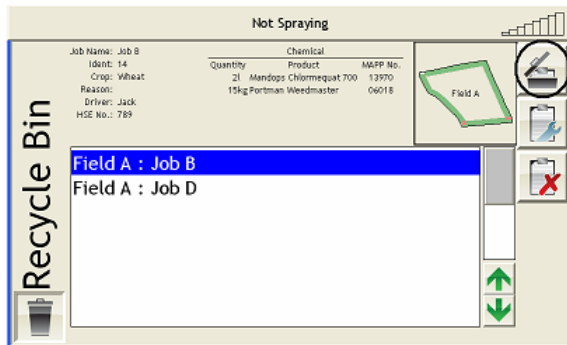 Not Spraying
Job Name: Job B
Ident: 14
Crop: Wheat
Reason:
Driver: Jack
HSE No.: 789
Chemical
Quantity Product MAPP No.
2l Mandops Chlormequat 700 13970
15kg Portman Weedmaster 06018
Field A
Recycle Bin
Field A : Job B
Field A : Job D